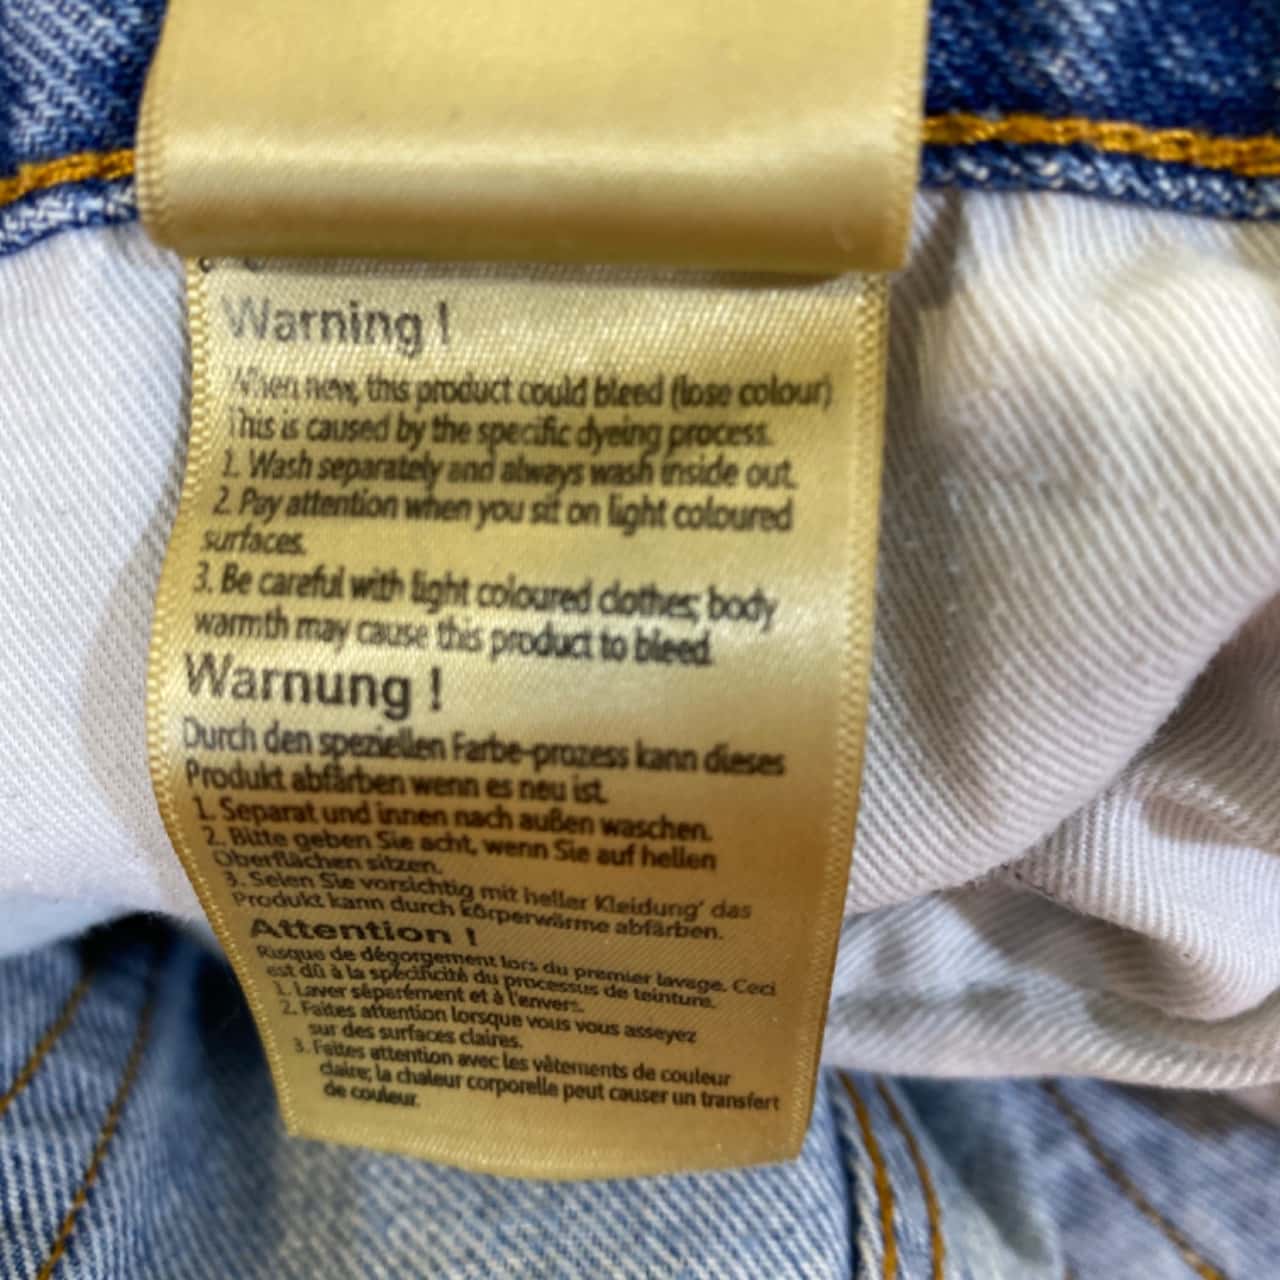 Warning !
When new, this product could bleed (lose colour)
This is caused by the specific dyeing process.
1. Wash separately and always wash inside out.
2. Pay attention when you sit on light coloured
surfaces.
3. Be careful with light coloured clothes; body
warmth may cause this product to bleed.
Warnung !
Durch den speziellen Farbe-prozess kann dieses
Produkt abfärben wenn es neu ist.
1. Separat und innen nach außen waschen.
2. Bitte geben Sie acht, wenn Sie auf hellen
Oberflächen sitzen.
3. Seien Sie vorsichtig mit heller Kleidung' das
Produkt kann durch Körperwärme abfärben.
Attention !
Risque de dégorgement lors du premier lavage. Ceci
est dû à la spécificité du processus de teinture.
1. Laver séparément et à l'envers.
2. Faites attention lorsque vous vous asseyez
sur des surfaces claires.
3. Faites attention avec les vêtements de couleur
claire; la chaleur corporelle peut causer un transfert
de couleur.